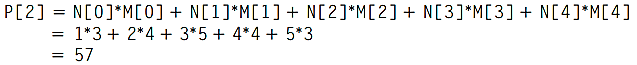 P[2] = N[0]*M[0] + N[1]*M[1] + N[2]*M[2] + N[3]*M[3] + N[4]*M[4]
= 1*3 + 2*4 + 3*5 + 4*4 + 5*3
= 57